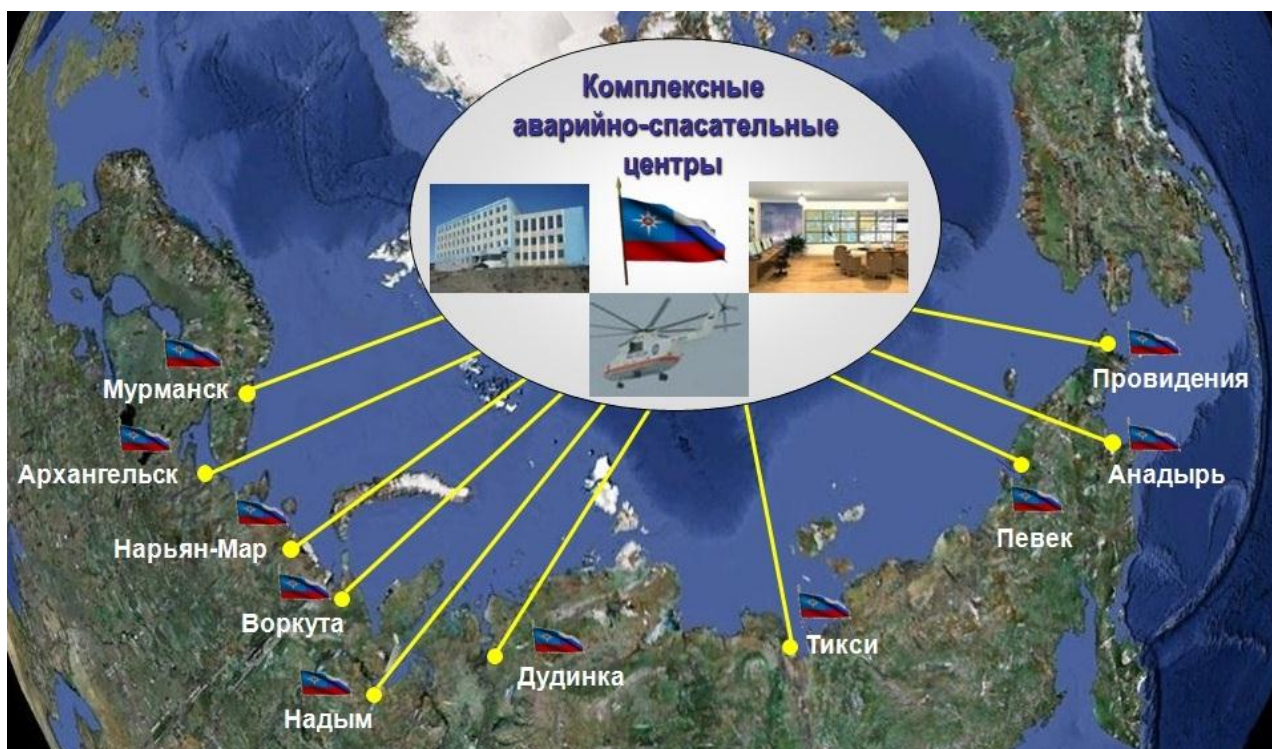 Комплексные
аварийно-спасательные
центры
Мурманск
Провидения
Архангельск
Анадырь
Нарьян-Мар
Певек
Воркута
Тикси
Дудинка
Надым